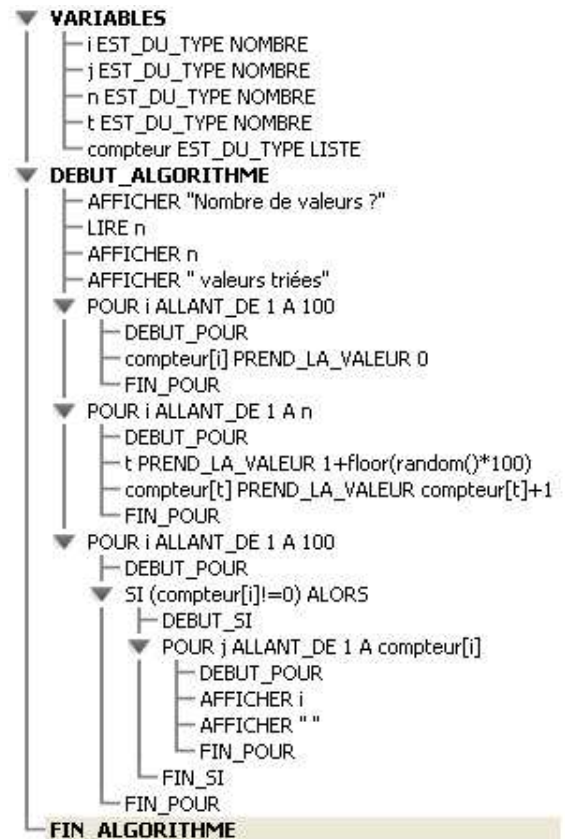 VARIABLES
i EST_DU_TYPE NOMBRE
j EST_DU_TYPE NOMBRE
n EST_DU_TYPE NOMBRE
t EST_DU_TYPE NOMBRE
compteur EST_DU_TYPE LISTE
DEBUT_ALGORITHME
AFFICHER "Nombre de valeurs ?"
LIRE n
AFFICHER n
AFFICHER " valeurs triées"
POUR i ALLANT_DE 1 A 100
DEBUT_POUR
compteur[i] PREND_LA_VALEUR 0
FIN_POUR
POUR i ALLANT_DE 1 A n
DEBUT_POUR
t PREND_LA_VALEUR 1+floor(random()*100)
compteur[t] PREND_LA_VALEUR compteur[t]+1
FIN_POUR
POUR i ALLANT_DE 1 A 100
DEBUT_POUR
SI (compteur[i]!=0) ALORS
DEBUT_SI
POUR j ALLANT_DE 1 A compteur[i]
DEBUT_POUR
AFFICHER i
AFFICHER " "
FIN_POUR
FIN_SI
FIN_POUR
FIN_ALGORITHME